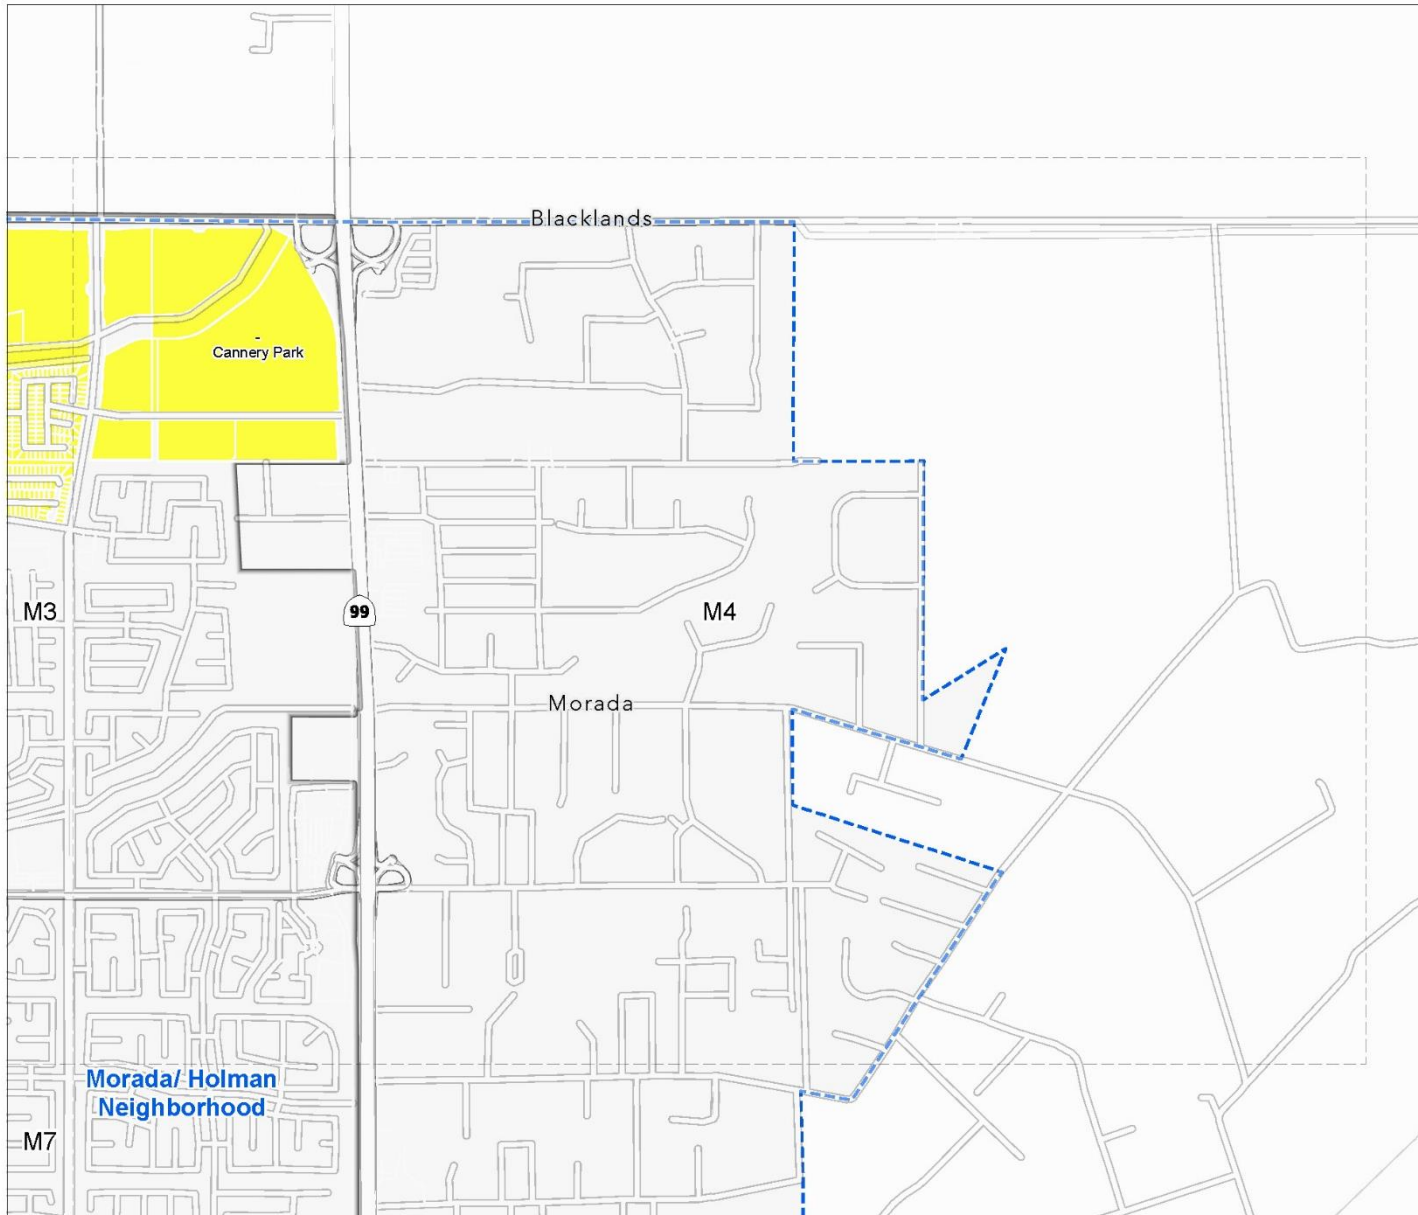 Blacklands
-
Cannery Park
M3
99
M4
Morada
Morada/ Holman
Neighborhood
M7